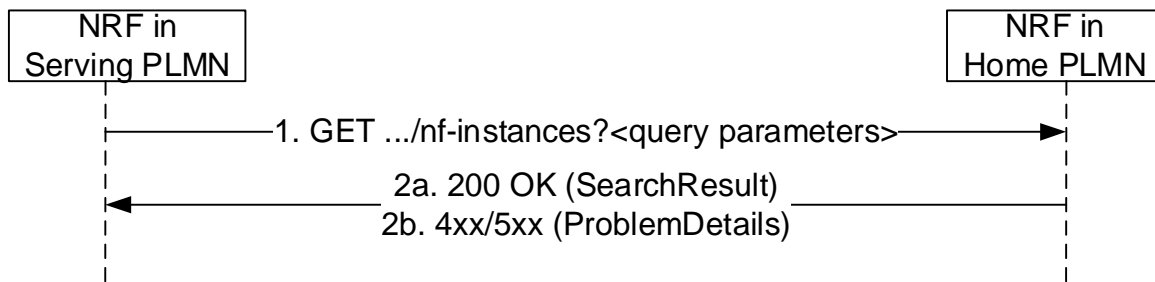 NRF in
Serving PLMN
NRF in
Home PLMN
1. GET .../nf-instances?<query parameters>
2a. 200 OK (SearchResult)
2b. 4xx/5xx (ProblemDetails)